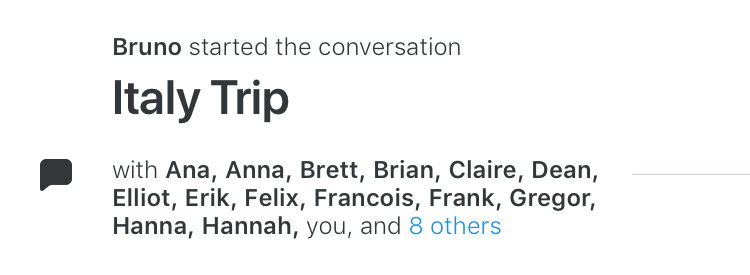 Bruno started the conversation
Italy Trip
with Ana, Anna, Brett, Brian, Claire, Dean,
Elliot, Erik, Felix, Francois, Frank, Gregor,
Hanna, Hannah, you, and 8 others